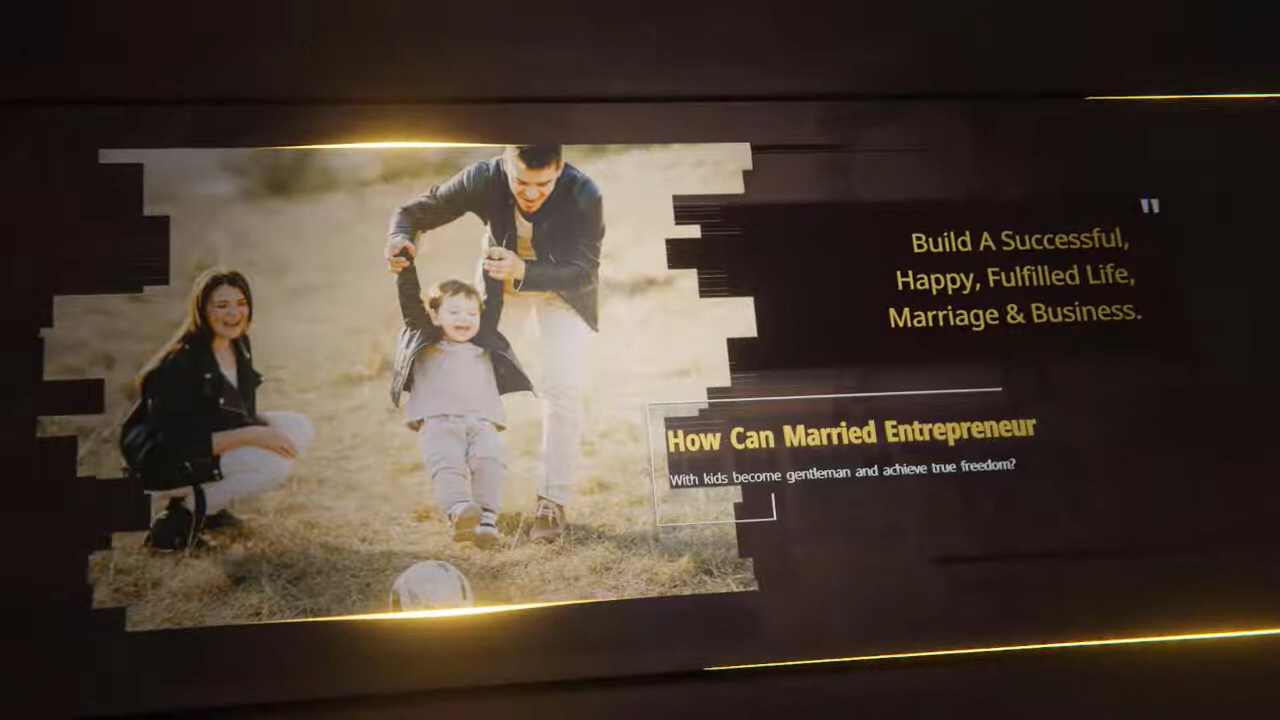 "
Build A Successful,
Happy, Fulfilled Life,
Marriage & Business.
How Can Married Entrepreneur
With kids become gentleman and achieve true freedom?